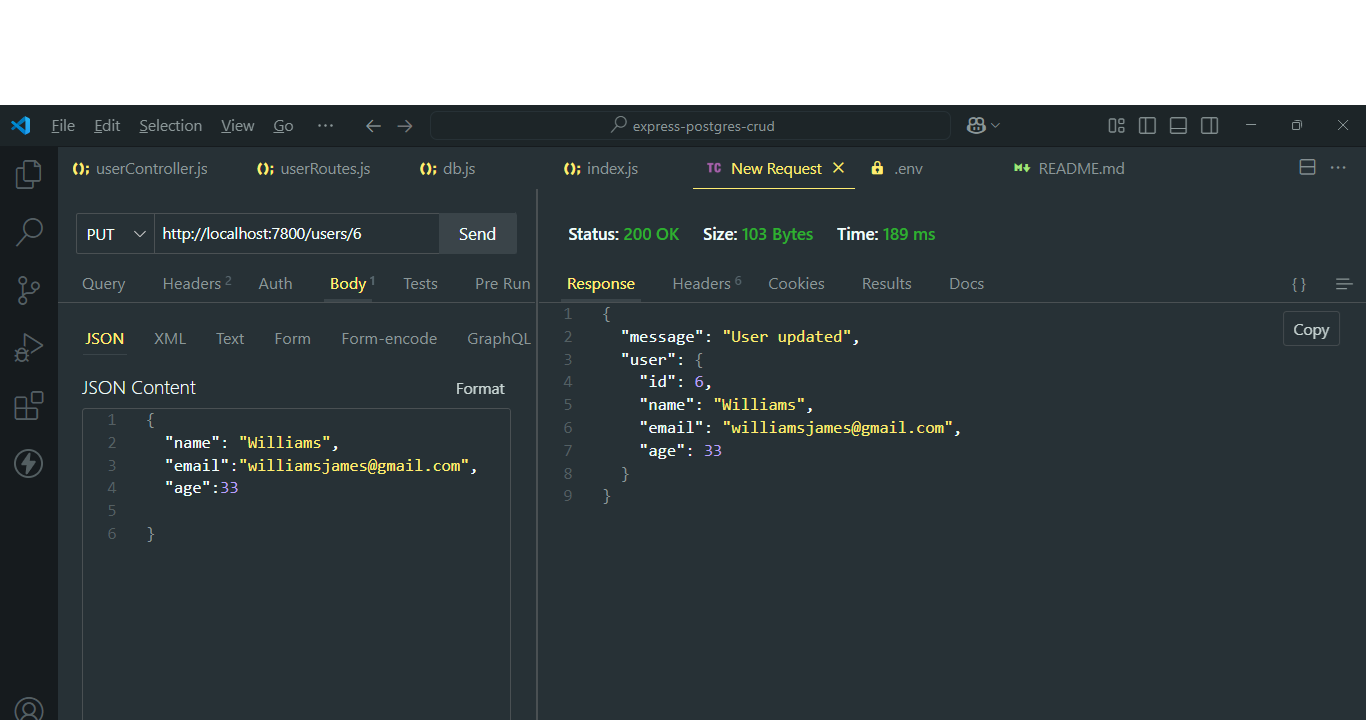 File Edit Selection View Go ··· express-postgres-crud
userController.js userRoutes.js db.js index.js TC New Request .env README.md
PUT http://localhost:7800/users/6 Send
Status: 200 OK Size: 103 Bytes Time: 189 ms
Query Headers 2 Auth Body 1 Tests Pre Run
Response Headers 6 Cookies Results Docs { }
JSON XML Text Form Form-encode GraphQL
JSON Content Format
1 {
2 "name": "Williams",
3 "email":"williamsjames@gmail.com",
4 "age":33
5
6 }
Copy
1 {
2 "message": "User updated",
3 "user": {
4 "id": 6,
5 "name": "Williams",
6 "email": "williamsjames@gmail.com",
7 "age": 33
8 }
9 }